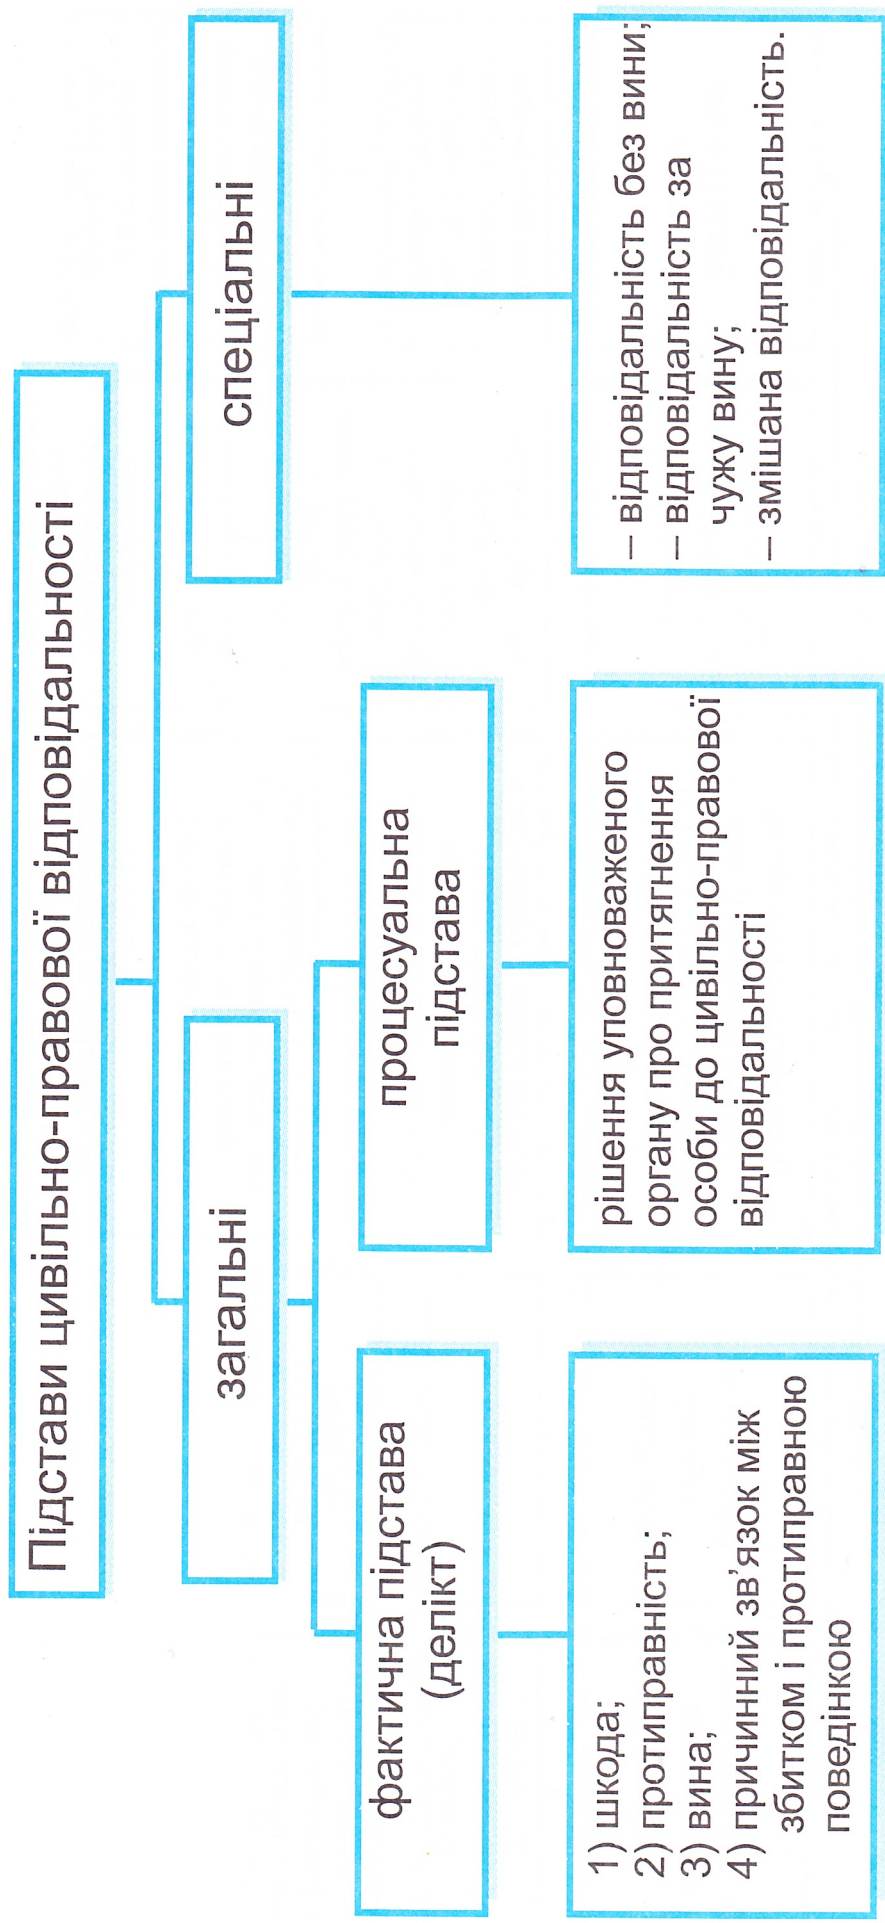 Підстави цивільно-правової відповідальності
загальні
спеціальні
фактична підстава
(делікт)
процесуальна
підстава
1) шкода;
2) протиправність;
3) вина;
4) причинний зв’язок між
збитком і протиправною
поведінкою
рішення уповноваженого
органу про притягнення
особи до цивільно-правової
відповідальності
– відповідальність без вини;
– відповідальність за
чужу вину;
– змішана відповідальність.